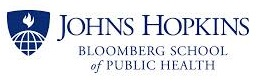 JOHNS HOPKINS
BLOOMBERG SCHOOL
of PUBLIC HEALTH